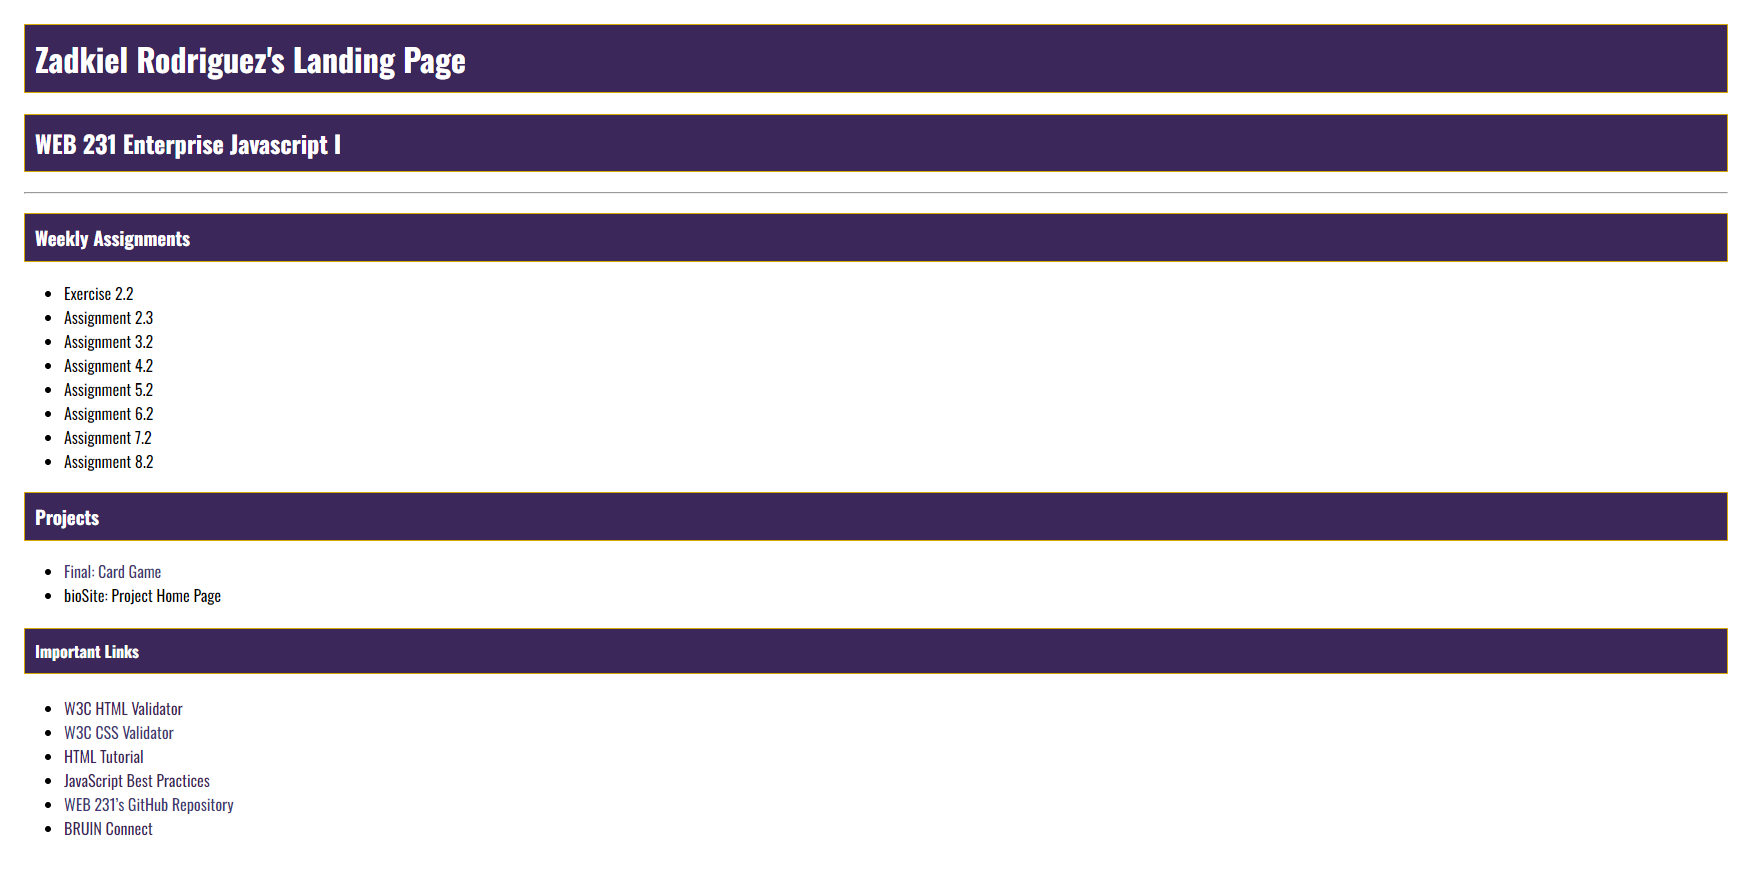 Zadkiel Rodriguez's Landing Page
WEB 231 Enterprise Javascript I
Weekly Assignments
Exercise 2.2
Assignment 2.3
Assignment 3.2
Assignment 4.2
Assignment 5.2
Assignment 6.2
Assignment 7.2
Assignment 8.2
Projects
Final: Card Game
bioSite: Project Home Page
Important Links
W3C HTML Validator
W3C CSS Validator
HTML Tutorial
JavaScript Best Practices
WEB 231's GitHub Repository
BRUIN Connect